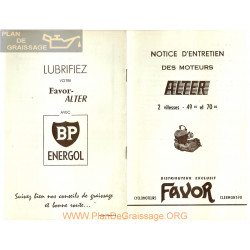 PLAN DE GRAISSAGE
LUBRIFIEZ
VOTRE
Favor-
ALTER
AVEC
BP
ENERGOL
Suivez bien nos conseils de graissage
et bonne route...
NOTICE D'ENTRETIEN
DES MOTEURS
ALTER
2 vitesses - 49 cc et 70 cc
DISTRIBUTEUR EXCLUSIF
FAVOR
CYCLOMOTEURS
CLERMONT-FD
www.PlanDeGraissage.ORG